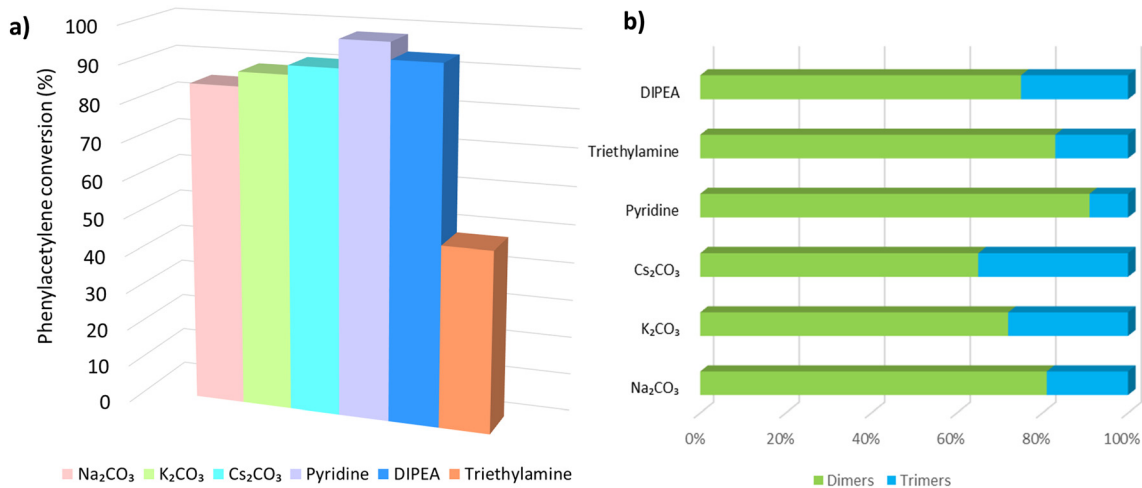 a)
Phenylacetylene conversion (%)
100
90
80
70
60
50
40
30
20
10
0
Na₂CO₃ K₂CO₃ Cs₂CO₃ Pyridine DIPEA Triethylamine
b)
DIPEA
Triethylamine
Pyridine
Cs₂CO₃
K₂CO₃
Na₂CO₃
0% 20% 40% 60% 80% 100%
Dimers Trimers